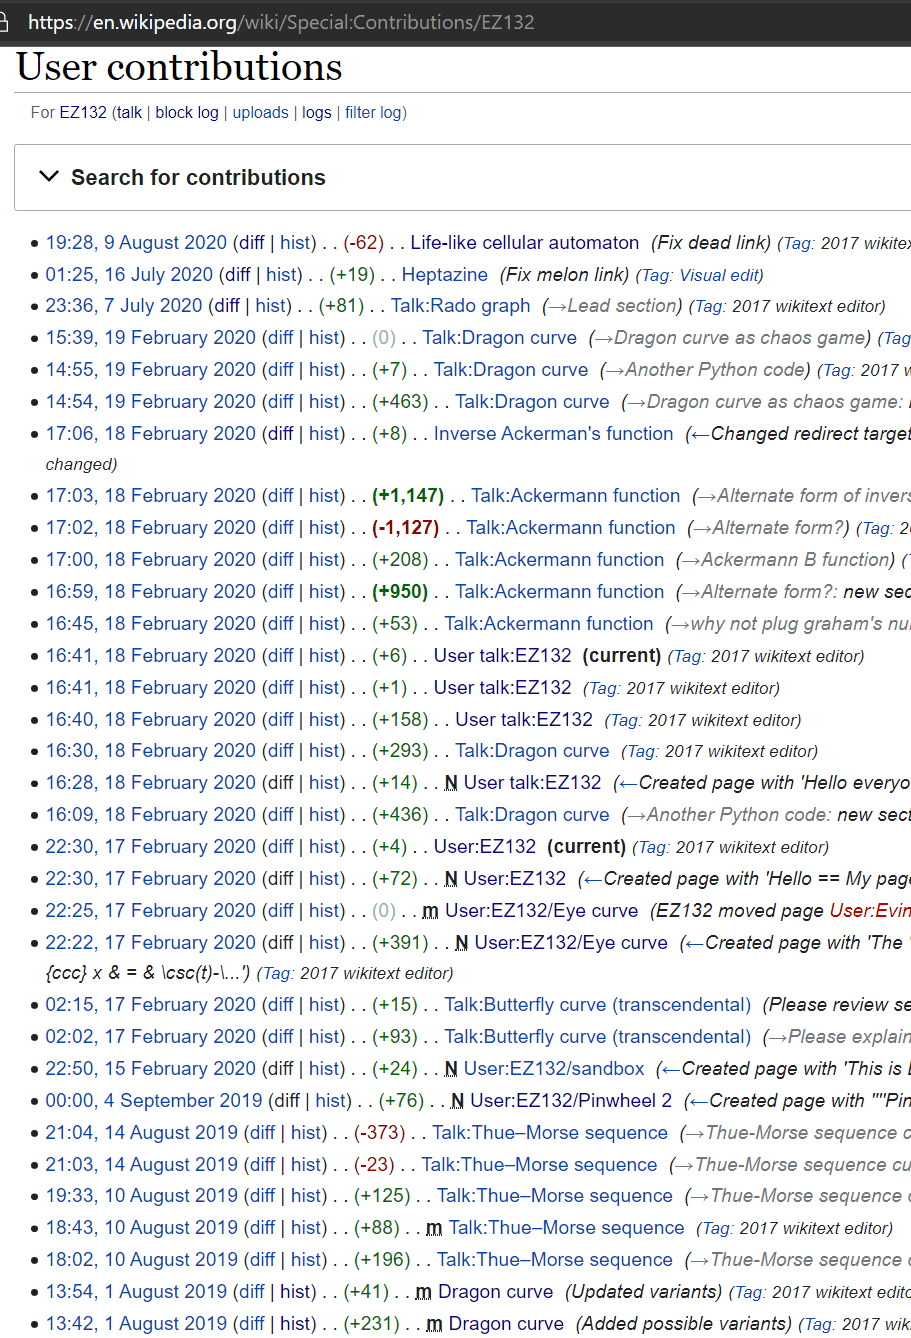 https://en.wikipedia.org/wiki/Special:Contributions/EZ132
User contributions
For EZ132 (talk | block log | uploads | logs | filter log)
Search for contributions
• 19:28, 9 August 2020 (diff | hist) . . (-62) . . Life-like cellular automaton (Fix dead link) (Tag: 2017 wikitex
• 01:25, 16 July 2020 (diff | hist) . . (+19) . . Heptazine (Fix melon link) (Tag: Visual edit)
• 23:36, 7 July 2020 (diff | hist) . . (+81) . . Talk:Rado graph (→Lead section) (Tag: 2017 wikitext editor)
• 15:39, 19 February 2020 (diff | hist) . . (0) . . Talk:Dragon curve (→Dragon curve as chaos game) (Tag
• 14:55, 19 February 2020 (diff | hist) . . (+7) . . Talk:Dragon curve (→Another Python code) (Tag: 2017 w
• 14:54, 19 February 2020 (diff | hist) . . (+463) . . Talk:Dragon curve (→Dragon curve as chaos game:
• 17:06, 18 February 2020 (diff | hist) . . (+8) . . Inverse Ackerman's function (←Changed redirect target
changed)
• 17:03, 18 February 2020 (diff | hist) . . (+1,147) . . Talk:Ackermann function (→Alternate form of invers
• 17:02, 18 February 2020 (diff | hist) . . (-1,127) . . Talk:Ackermann function (→Alternate form?) (Tag: 20
• 17:00, 18 February 2020 (diff | hist) . . (+208) . . Talk:Ackermann function (→Ackermann B function) (
• 16:59, 18 February 2020 (diff | hist) . . (+950) . . Talk:Ackermann function (→Alternate form?: new sec
• 16:45, 18 February 2020 (diff | hist) . . (+53) . . Talk:Ackermann function (→why not plug graham's nu
• 16:41, 18 February 2020 (diff | hist) . . (+6) . . User talk:EZ132 (current) (Tag: 2017 wikitext editor)
• 16:41, 18 February 2020 (diff | hist) . . (+1) . . User talk:EZ132 (Tag: 2017 wikitext editor)
• 16:40, 18 February 2020 (diff | hist) . . (+158) . . User talk:EZ132 (Tag: 2017 wikitext editor)
• 16:30, 18 February 2020 (diff | hist) . . (+293) . . Talk:Dragon curve (Tag: 2017 wikitext editor)
• 16:28, 18 February 2020 (diff | hist) . . (+14) . . N User talk:EZ132 (←Created page with 'Hello everyo
• 16:09, 18 February 2020 (diff | hist) . . (+436) . . Talk:Dragon curve (→Another Python code: new sect
• 22:30, 17 February 2020 (diff | hist) . . (+4) . . User:EZ132 (current) (Tag: 2017 wikitext editor)
• 22:30, 17 February 2020 (diff | hist) . . (+72) . . N User:EZ132 (←Created page with 'Hello == My page
• 22:25, 17 February 2020 (diff | hist) . . (0) . . m User:EZ132/Eye curve (EZ132 moved page User:Evin
• 22:22, 17 February 2020 (diff | hist) . . (+391) . . N User:EZ132/Eye curve (←Created page with 'The '
{ccc} x & = & \csc(t)-\...') (Tag: 2017 wikitext editor)
• 02:15, 17 February 2020 (diff | hist) . . (+15) . . Talk:Butterfly curve (transcendental) (Please review se
• 02:02, 17 February 2020 (diff | hist) . . (+93) . . Talk:Butterfly curve (transcendental) (→Please explain
• 22:50, 15 February 2020 (diff | hist) . . (+24) . . N User:EZ132/sandbox (←Created page with 'This is
• 00:00, 4 September 2019 (diff | hist) . . (+76) . . N User:EZ132/Pinwheel 2 (←Created page with '''''Pin
• 21:04, 14 August 2019 (diff | hist) . . (-373) . . Talk:Thue–Morse sequence (→Thue-Morse sequence c
• 21:03, 14 August 2019 (diff | hist) . . (-23) . . Talk:Thue–Morse sequence (→Thue-Morse sequence cu
• 19:33, 10 August 2019 (diff | hist) . . (+125) . . Talk:Thue–Morse sequence (→Thue-Morse sequence c
• 18:43, 10 August 2019 (diff | hist) . . (+88) . . m Talk:Thue–Morse sequence (Tag: 2017 wikitext editor)
• 18:02, 10 August 2019 (diff | hist) . . (+196) . . Talk:Thue–Morse sequence (→Thue-Morse sequence c
• 13:54, 1 August 2019 (diff | hist) . . (+41) . . m Dragon curve (Updated variants) (Tag: 2017 wikitext edito
• 13:42, 1 August 2019 (diff | hist) . . (+231) . . m Dragon curve (Added possible variants) (Tag: 2017 wik